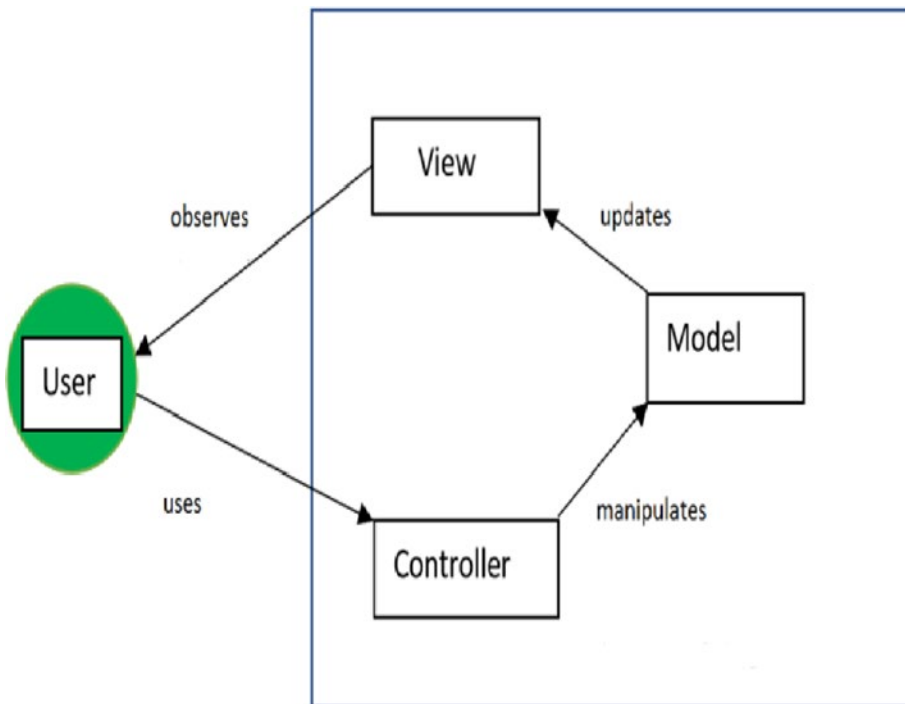 View
observes
updates
Model
User
uses
manipulates
Controller